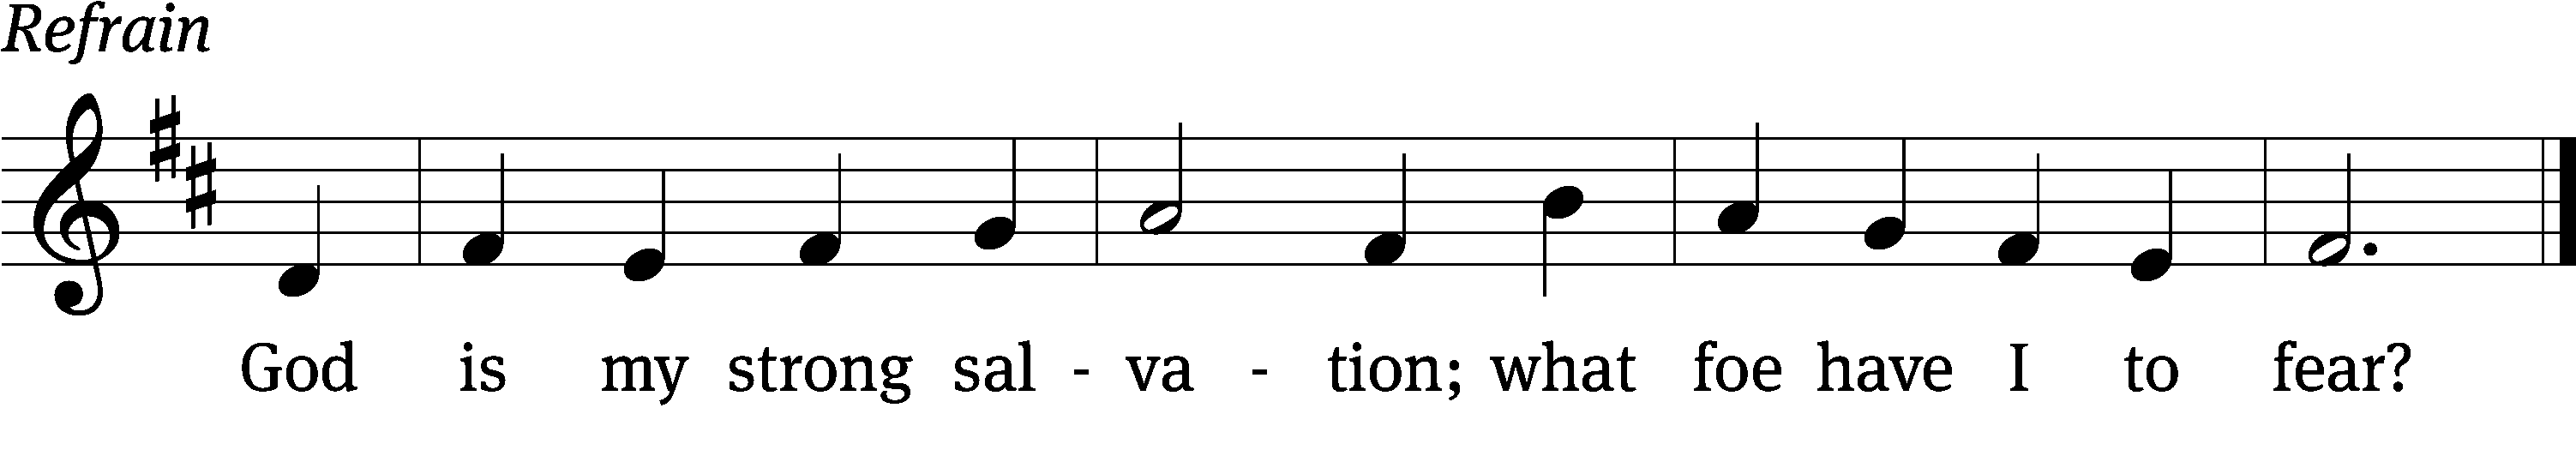 Refrain
God is my strong sal - va - tion; what foe have I to fear?